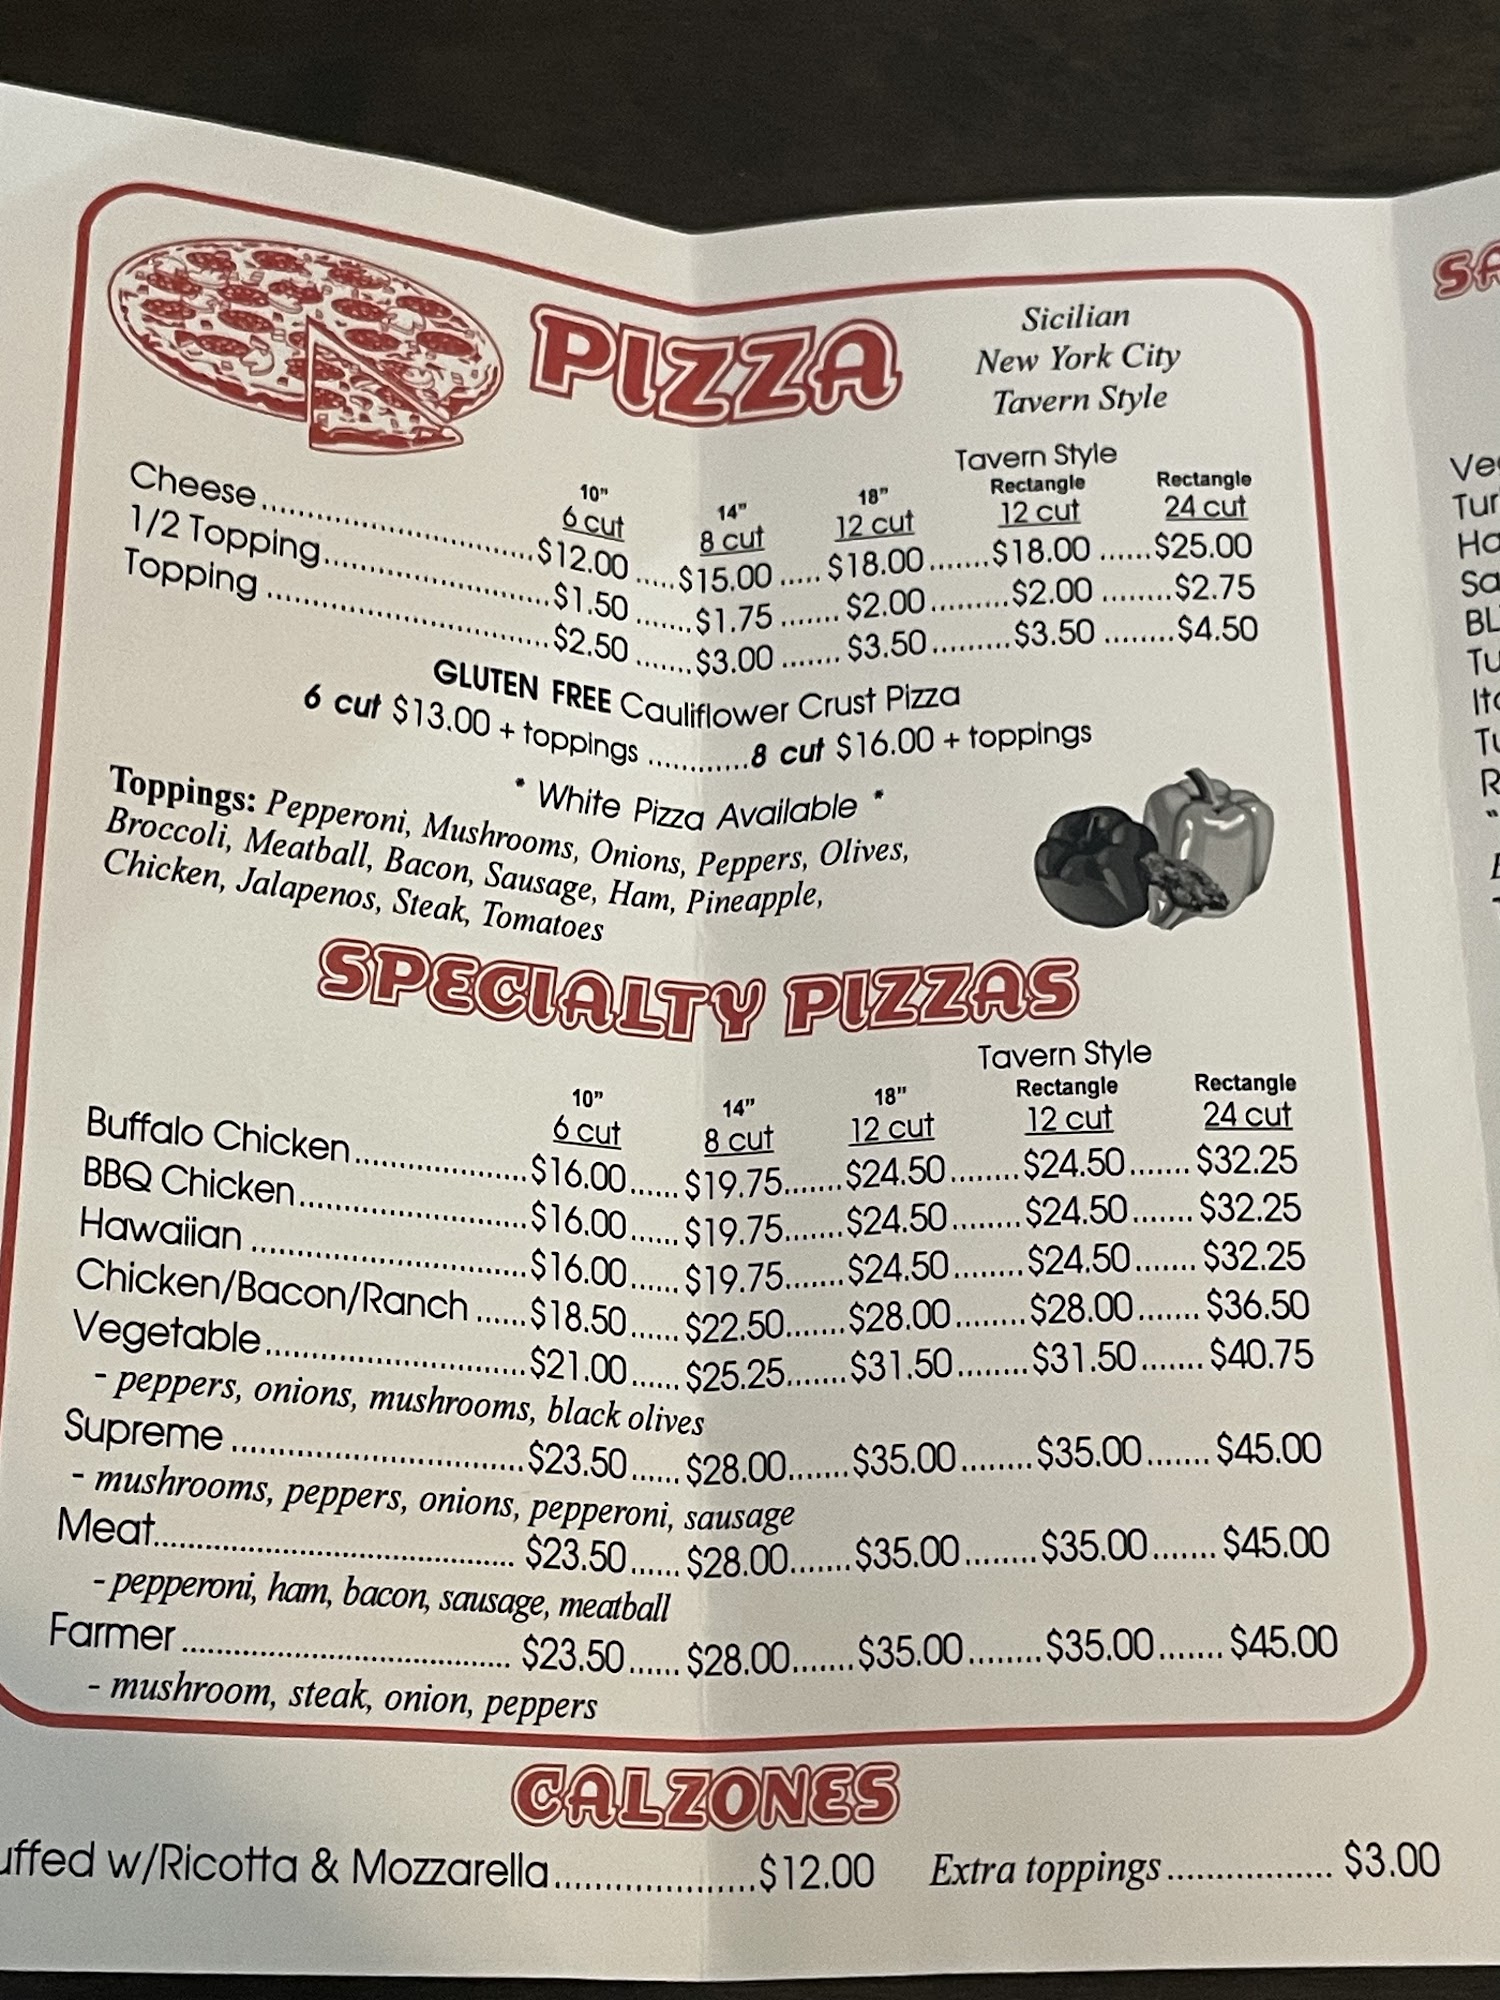 PIZZA
Sicilian
New York City
Tavern Style
Tavern Style
10" 14" 18" Rectangle Rectangle
6 cut 8 cut 12 cut 12 cut 24 cut
Cheese..............................$12.00.....$15.00.....$18.00.......$18.00......$25.00
1/2 Topping.........................$1.50.......$1.75.......$2.00.........$2.00........$2.75
Topping..............................$2.50.......$3.00.......$3.50.........$3.50........$4.50
GLUTEN FREE Cauliflower Crust Pizza
6 cut $13.00 + toppings............8 cut $16.00 + toppings
* White Pizza Available *
Toppings: Pepperoni, Mushrooms, Onions, Peppers, Olives,
Broccoli, Meatball, Bacon, Sausage, Ham, Pineapple,
Chicken, Jalapenos, Steak, Tomatoes
SPECIALTY PIZZAS
Tavern Style
10" 14" 18" Rectangle Rectangle
6 cut 8 cut 12 cut 12 cut 24 cut
Buffalo Chicken...................$16.00......$19.75.......$24.50........$24.50.......$32.25
BBQ Chicken.........................$16.00......$19.75.......$24.50........$24.50.......$32.25
Hawaiian..............................$16.00......$19.75.......$24.50........$24.50.......$32.25
Chicken/Bacon/Ranch......$18.50......$22.50.......$28.00........$28.00.......$36.50
Vegetable............................$21.00......$25.25.......$31.50........$31.50.......$40.75
- peppers, onions, mushrooms, black olives
Supreme................................$23.50......$28.00.......$35.00........$35.00.......$45.00
- mushrooms, peppers, onions, pepperoni, sausage
Meat.......................................$23.50......$28.00.......$35.00........$35.00.......$45.00
- pepperoni, ham, bacon, sausage, meatball
Farmer....................................$23.50......$28.00.......$35.00........$35.00.......$45.00
- mushroom, steak, onion, peppers
CALZONES
uffed w/Ricotta & Mozzarella.....................$12.00 Extra toppings.................$3.00